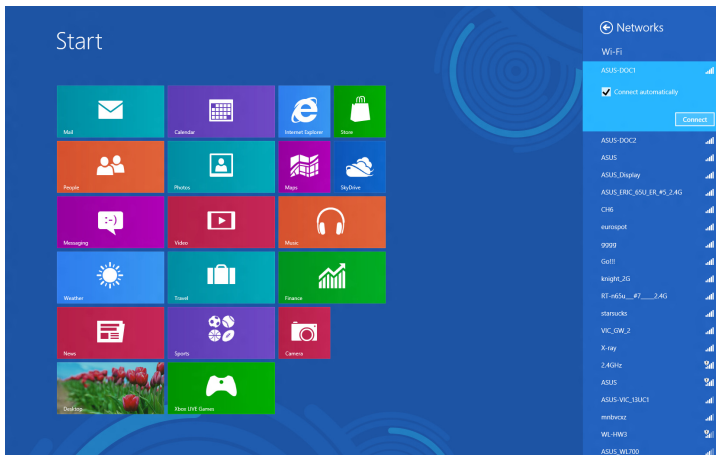 Start
Mail
Calendar
Internet Explorer
Store
People
Photos
Maps
SkyDrive
Messaging
:-)
Video
Music
Weather
Travel
Finance
News
Sports
Camera
Desktop
Xbox LIVE Games
Networks
Wi-Fi
ASUS-DOC1
Connect automatically
Connect
ASUS-DOC2
ASUS
ASUS_Display
ASUS_ERIC_65U_ER_#5_2.4G
CH6
eurospot
9999
Go!!!
knight_2G
RT-n65u__#7____2.4G
starsucks
VIC_GW_2
X-ray
2.4GHz
ASUS
ASUS-VIC_13UC1
mnbvcxz
WL-HW3
ASUS_WL700